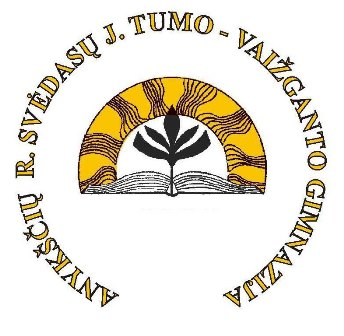 ANYKŠČIŲ R. SVĖDASŲ J. TUMO - VAIŽGANTO GIMNAZIJA